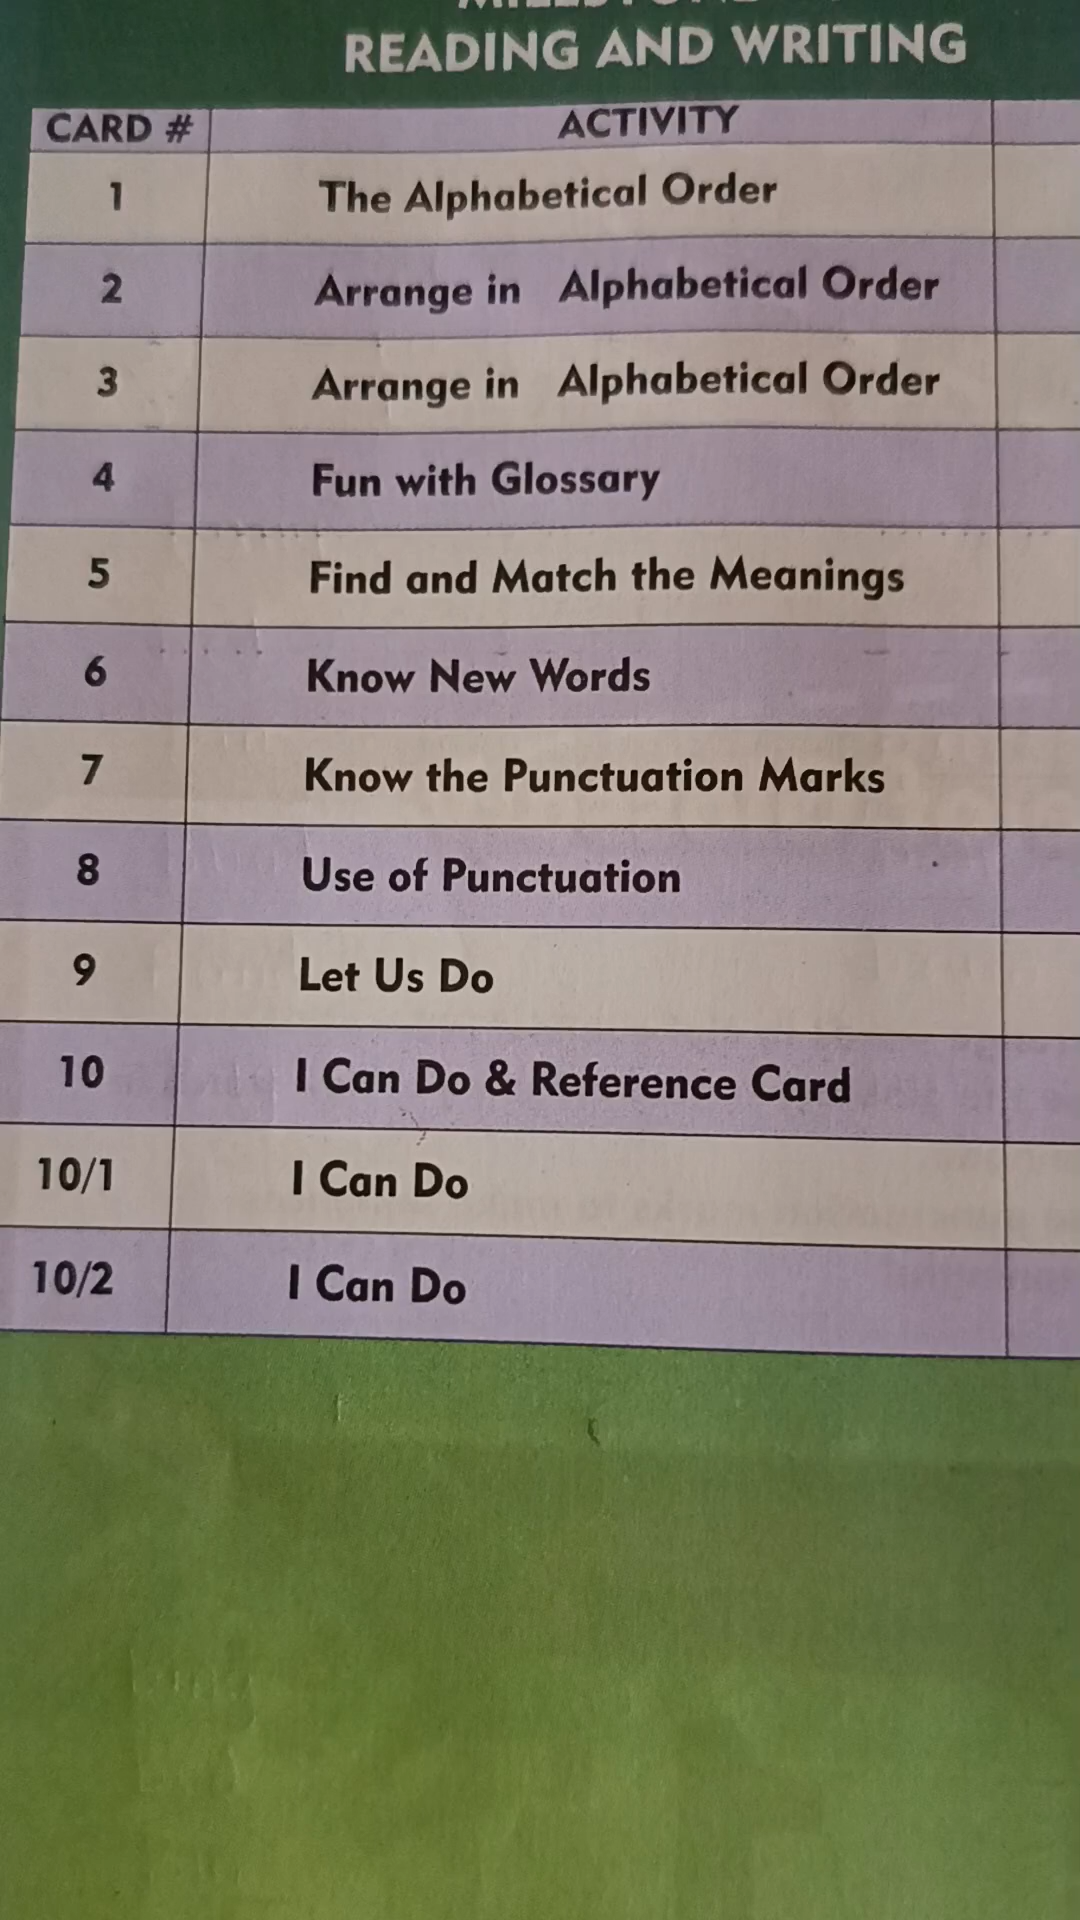 READING AND WRITING
CARD # ACTIVITY
1 The Alphabetical Order
2 Arrange in Alphabetical Order
3 Arrange in Alphabetical Order
4 Fun with Glossary
5 Find and Match the Meanings
6 Know New Words
7 Know the Punctuation Marks
8 Use of Punctuation
9 Let Us Do
10 I Can Do & Reference Card
10/1 I Can Do
10/2 I Can Do